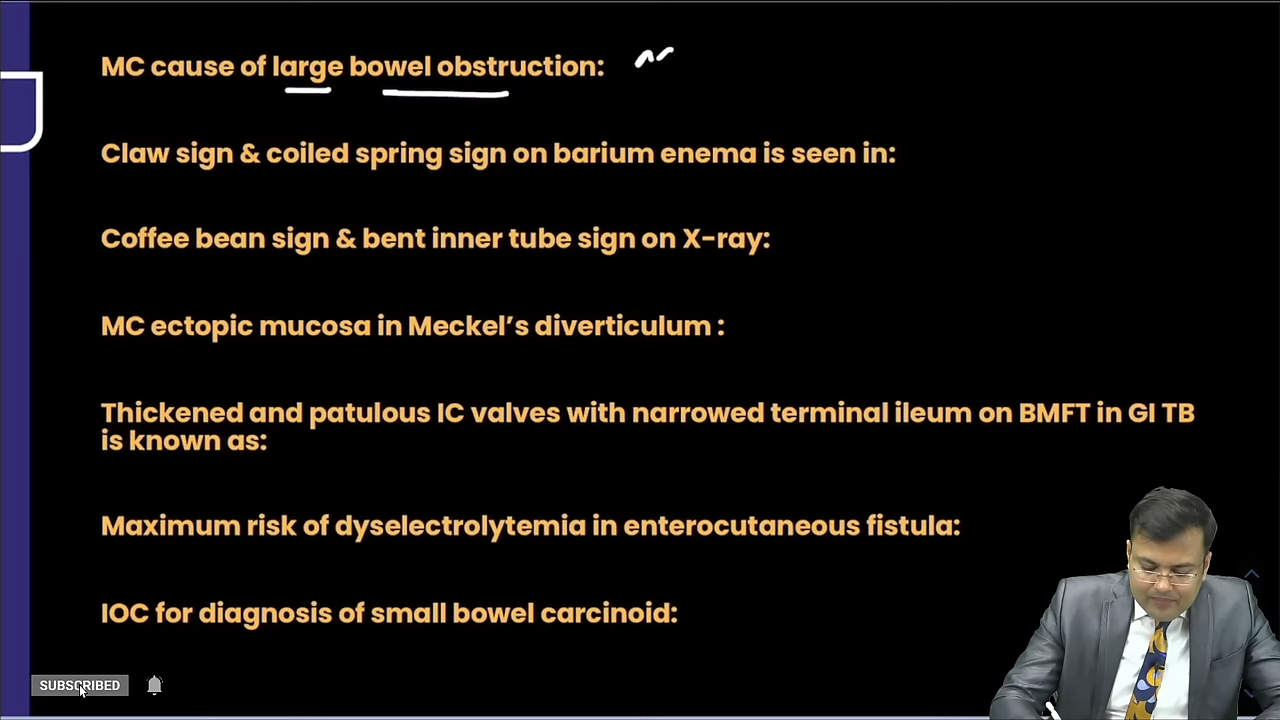 MC cause of large bowel obstruction:
Claw sign & coiled spring sign on barium enema is seen in:
Coffee bean sign & bent inner tube sign on X-ray:
MC ectopic mucosa in Meckel’s diverticulum :
Thickened and patulous IC valves with narrowed terminal ileum on BMFT in GI TB
is known as:
Maximum risk of dyselectrolytemia in enterocutaneous fistula:
IOC for diagnosis of small bowel carcinoid:
SUBSCRIBED